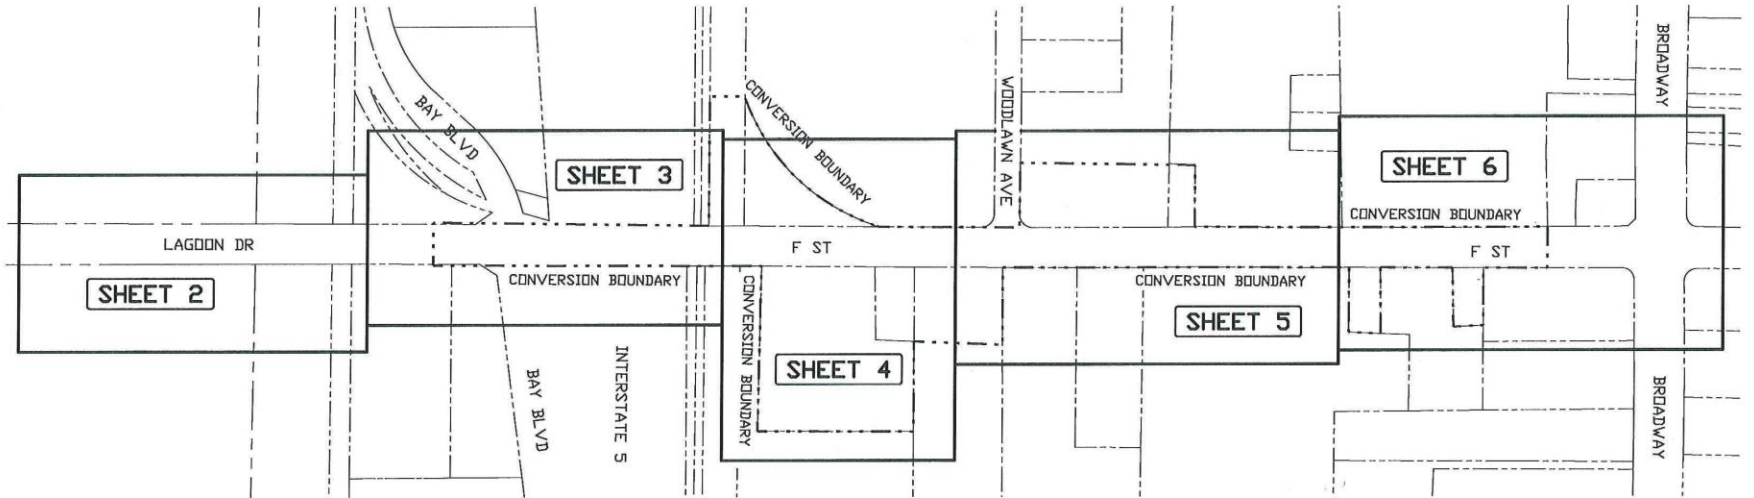 BROADWAY
CONVERSION BOUNDARY
WOODLAWN AVE
BAY BLVD
SHEET 3
SHEET 6
CONVERSION BOUNDARY
LAGOON DR
F ST
F ST
CONVERSION BOUNDARY
CONVERSION BOUNDARY
SHEET 2
CONVERSION BOUNDARY
SHEET 5
INTERSTATE 5
SHEET 4
BAY BLVD
BROADWAY